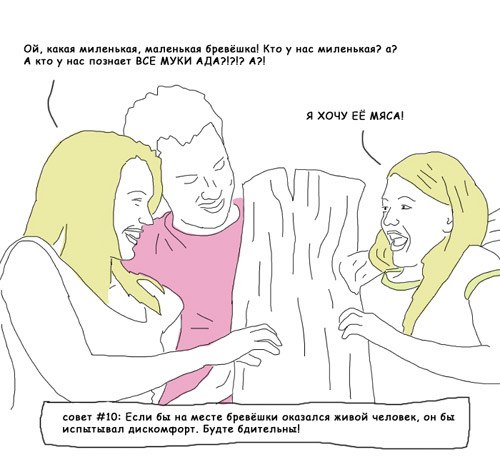 Ой, какая миленькая, маленькая бревёшка! Кто у нас миленькая? а?
А кто у нас познает ВСЕ МУКИ АДА?!?!? А?!
Я ХОЧУ ЕЁ МЯСА!
совет #10: Если бы на месте бревёшки оказался живой человек, он бы
испытывал дискомфорт. Будте бдительны!